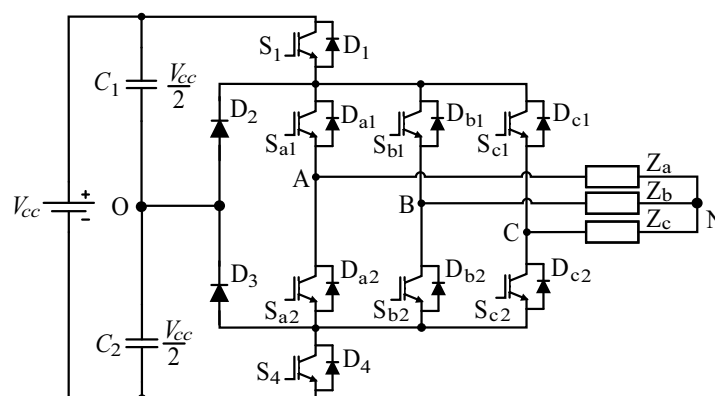 S1 D1
C1 Vcc/2
D2 Da1 Db1 Dc1
Sa1 Sb1 Sc1
A Za
Vcc + - O B Zb N
C Zc
D3 Da2 Db2 Dc2
Sa2 Sb2 Sc2
C2 Vcc/2
S4 D4